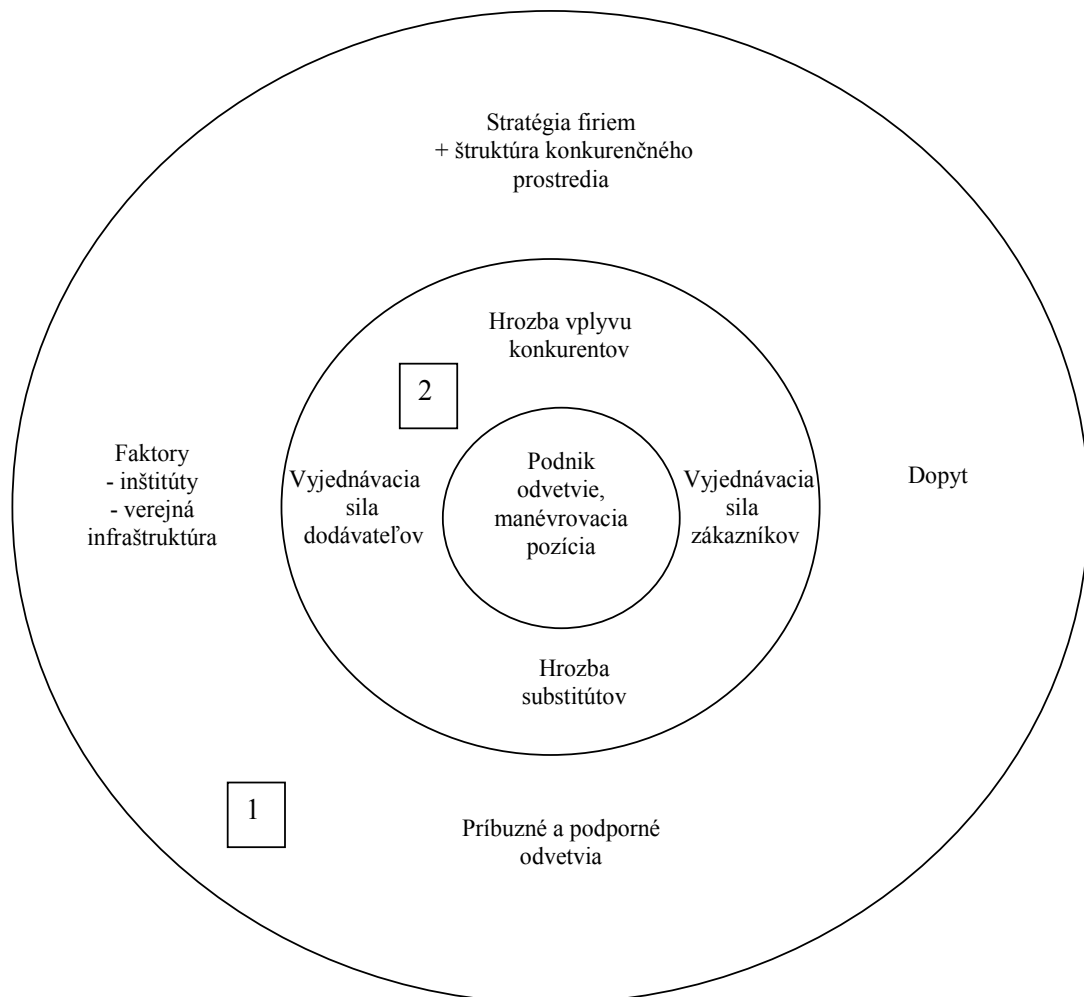 Stratégia firiem
+ štruktúra konkurenčného
prostredia
Hrozba vplyvu
konkurentov
2
Faktory
- inštitúty
- verejná
infraštruktúra
Vyjednávacia
sila
dodávateľov
Podnik
odvetvie,
manévrovacia
pozícia
Vyjednávacia
sila
zákazníkov
Dopyt
Hrozba
substitútov
1
Príbuzné a podporné
odvetvia